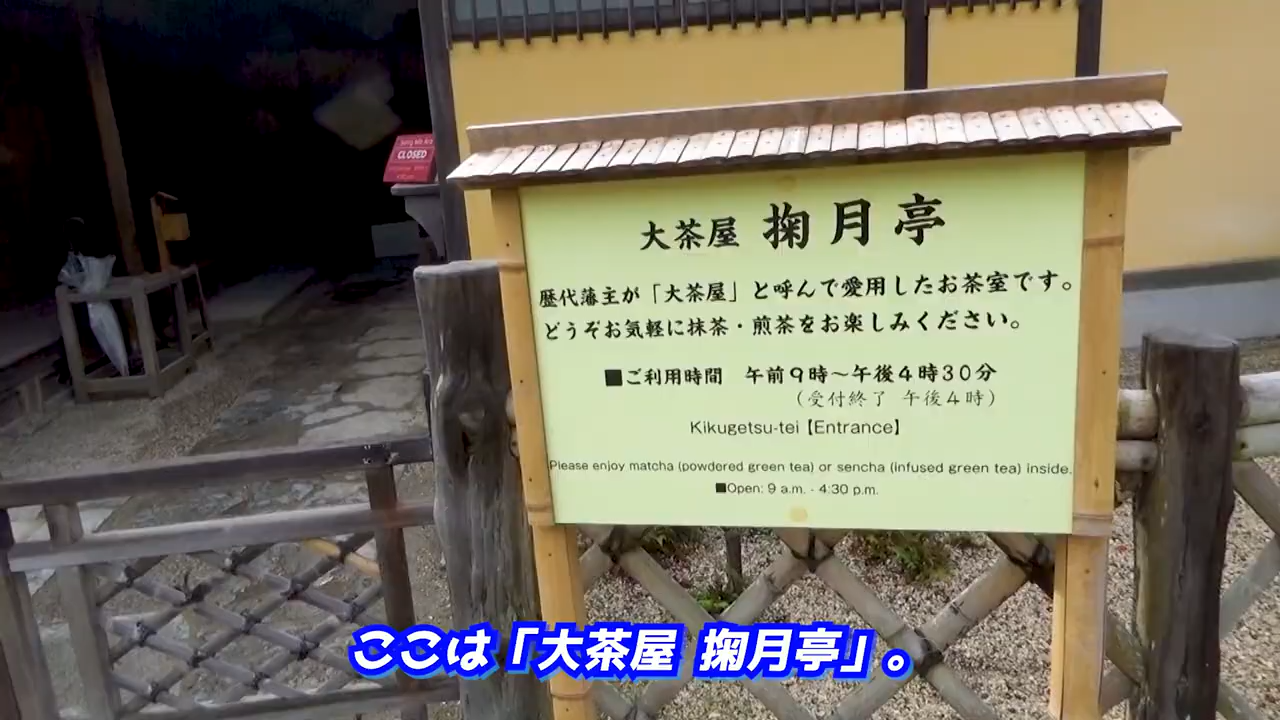 CLOSED
大茶屋 掬月亭
歴代藩主が「大茶屋」と呼んで愛用したお茶室です。
どうぞお気軽に抹茶・煎茶をお楽しみください。
■ご利用時間 午前9時〜午後4時30分
（受付終了 午後4時）
Kikugetsu-tei【Entrance】
Please enjoy matcha (powdered green tea) or sencha (infused green tea) inside.
■Open: 9 a.m. - 4:30 p.m.
ここは「大茶屋 掬月亭」。